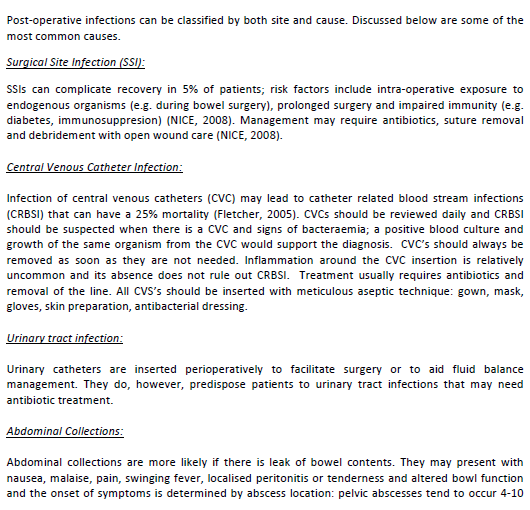 Post-operative infections can be classified by both site and cause. Discussed below are some of the
most common causes.
Surgical Site Infection (SSI):
SSIs can complicate recovery in 5% of patients; risk factors include intra-operative exposure to
endogenous organisms (e.g. during bowel surgery), prolonged surgery and impaired immunity (e.g.
diabetes, immunosuppresion) (NICE, 2008). Management may require antibiotics, suture removal
and debridement with open wound care (NICE, 2008).
Central Venous Catheter Infection:
Infection of central venous catheters (CVC) may lead to catheter related blood stream infections
(CRBSI) that can have a 25% mortality (Fletcher, 2005). CVCs should be reviewed daily and CRBSI
should be suspected when there is a CVC and signs of bacteraemia; a positive blood culture and
growth of the same organism from the CVC would support the diagnosis. CVC's should always be
removed as soon as they are not needed. Inflammation around the CVC insertion is relatively
uncommon and its absence does not rule out CRBSI. Treatment usually requires antibiotics and
removal of the line. All CVS's should be inserted with meticulous aseptic technique: gown, mask,
gloves, skin preparation, antibacterial dressing.
Urinary tract infection:
Urinary catheters are inserted perioperatively to facilitate surgery or to aid fluid balance
management. They do, however, predispose patients to urinary tract infections that may need
antibiotic treatment.
Abdominal Collections:
Abdominal collections are more likely if there is leak of bowel contents. They may present with
nausea, malaise, pain, swinging fever, localised peritonitis or tenderness and altered bowl function
and the onset of symptoms is determined by abscess location: pelvic abscesses tend to occur 4-10